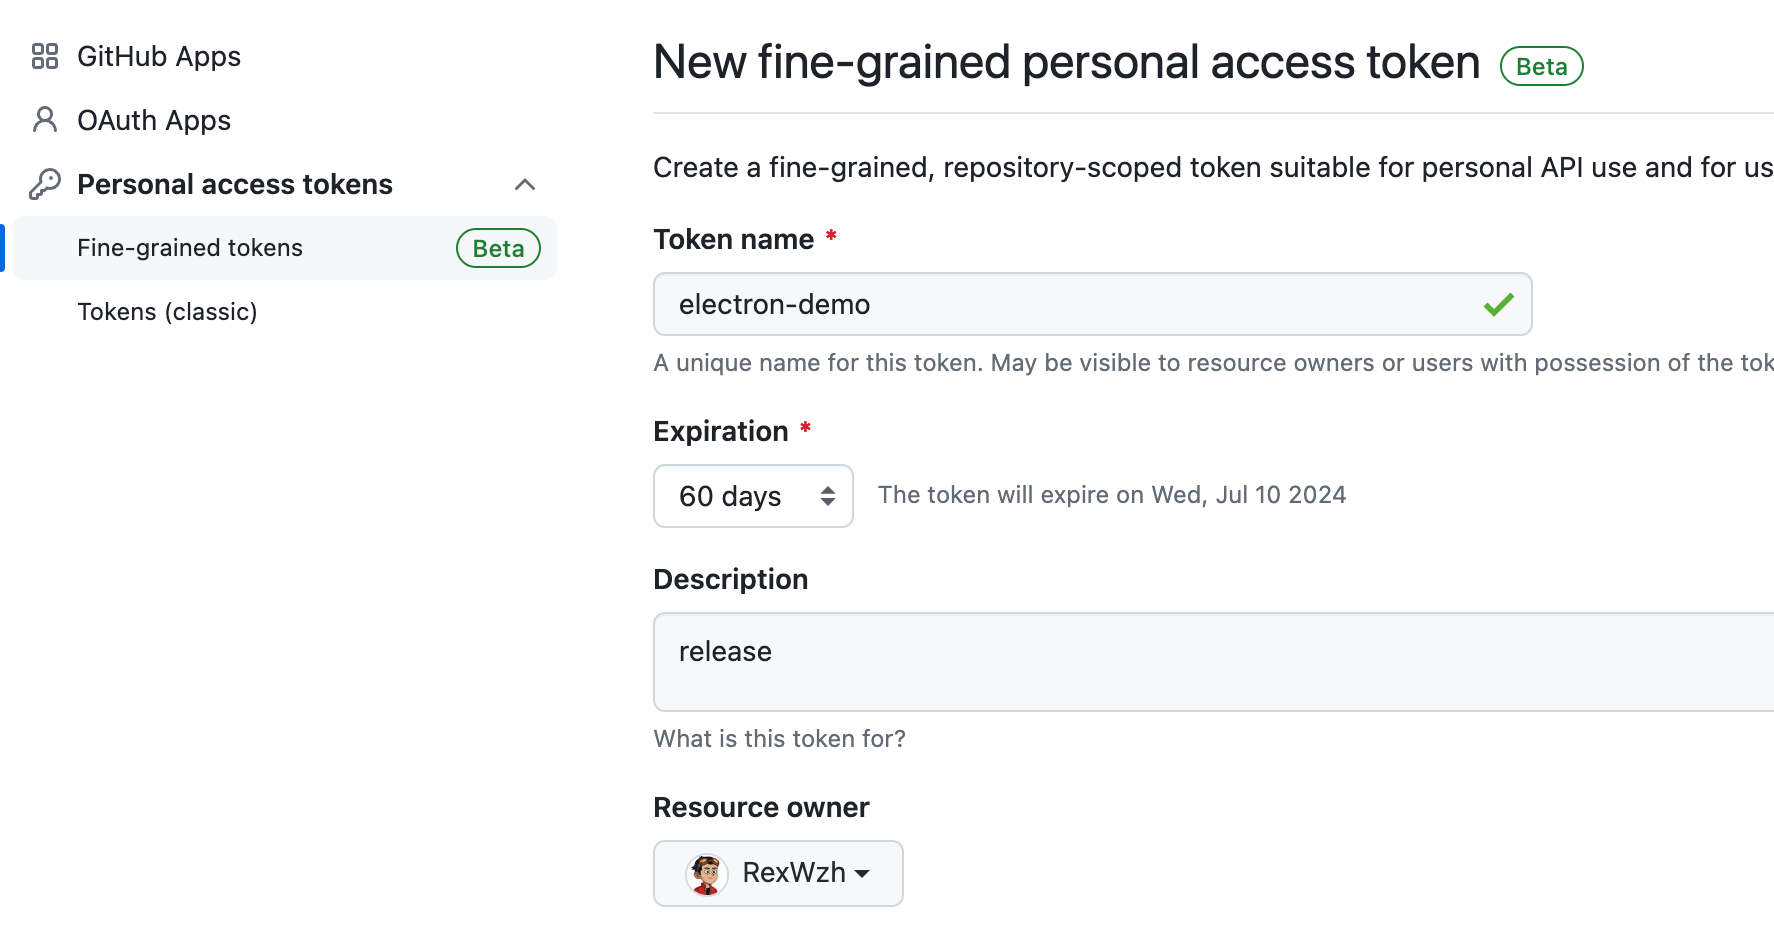 GitHub Apps
OAuth Apps
Personal access tokens
Fine-grained tokens Beta
Tokens (classic)
New fine-grained personal access token Beta
Create a fine-grained, repository-scoped token suitable for personal API use and for us
Token name *
electron-demo
A unique name for this token. May be visible to resource owners or users with possession of the tok
Expiration *
60 days The token will expire on Wed, Jul 10 2024
Description
release
What is this token for?
Resource owner
RexWzh